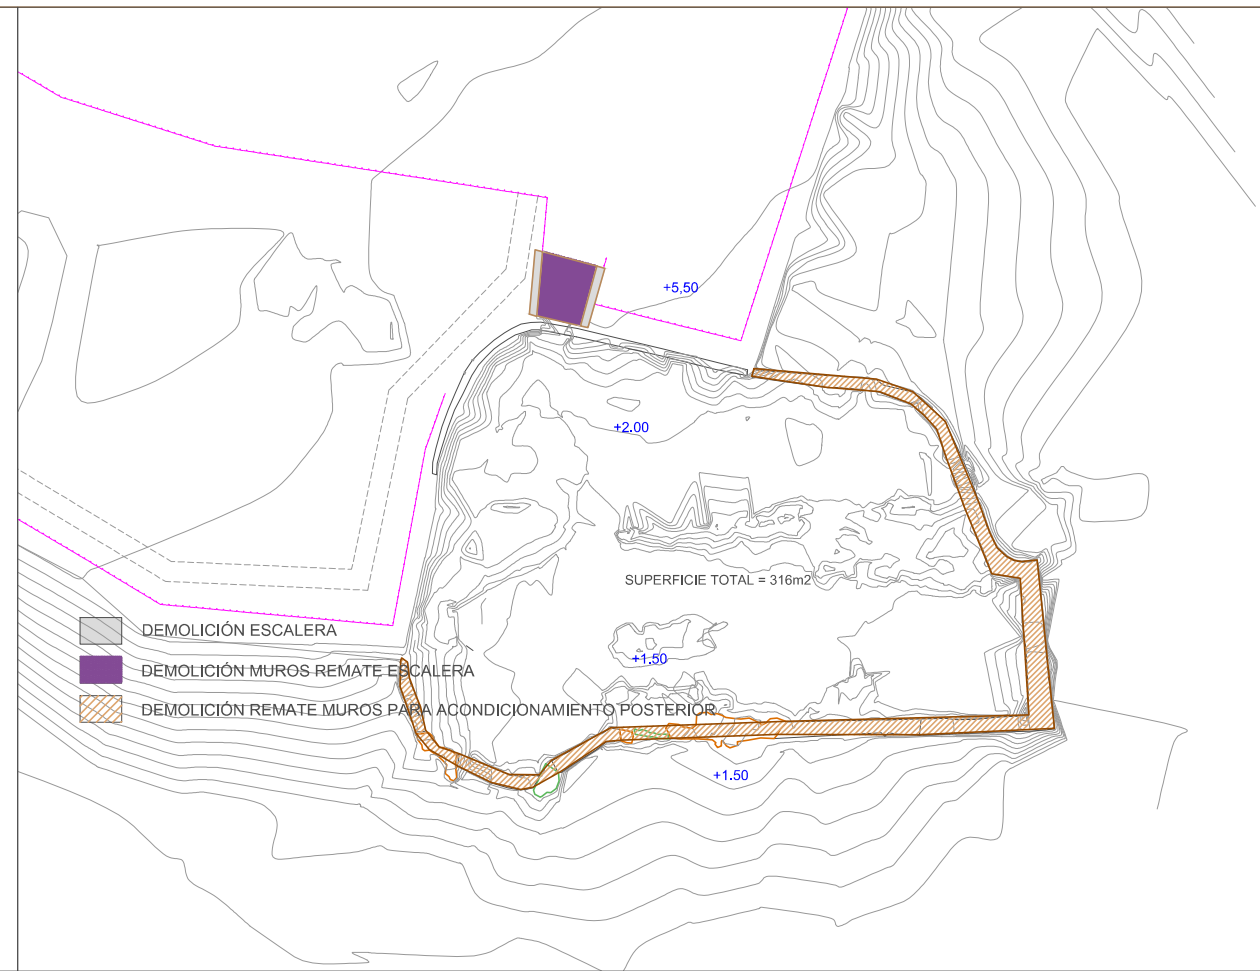 +5,50
+2.00
SUPERFICIE TOTAL = 316m2
DEMOLICIÓN ESCALERA
+1.50
DEMOLICIÓN MUROS REMATE ESCALERA
DEMOLICIÓN REMATE MUROS PARA ACONDICIONAMIENTO POSTERIOR
+1.50